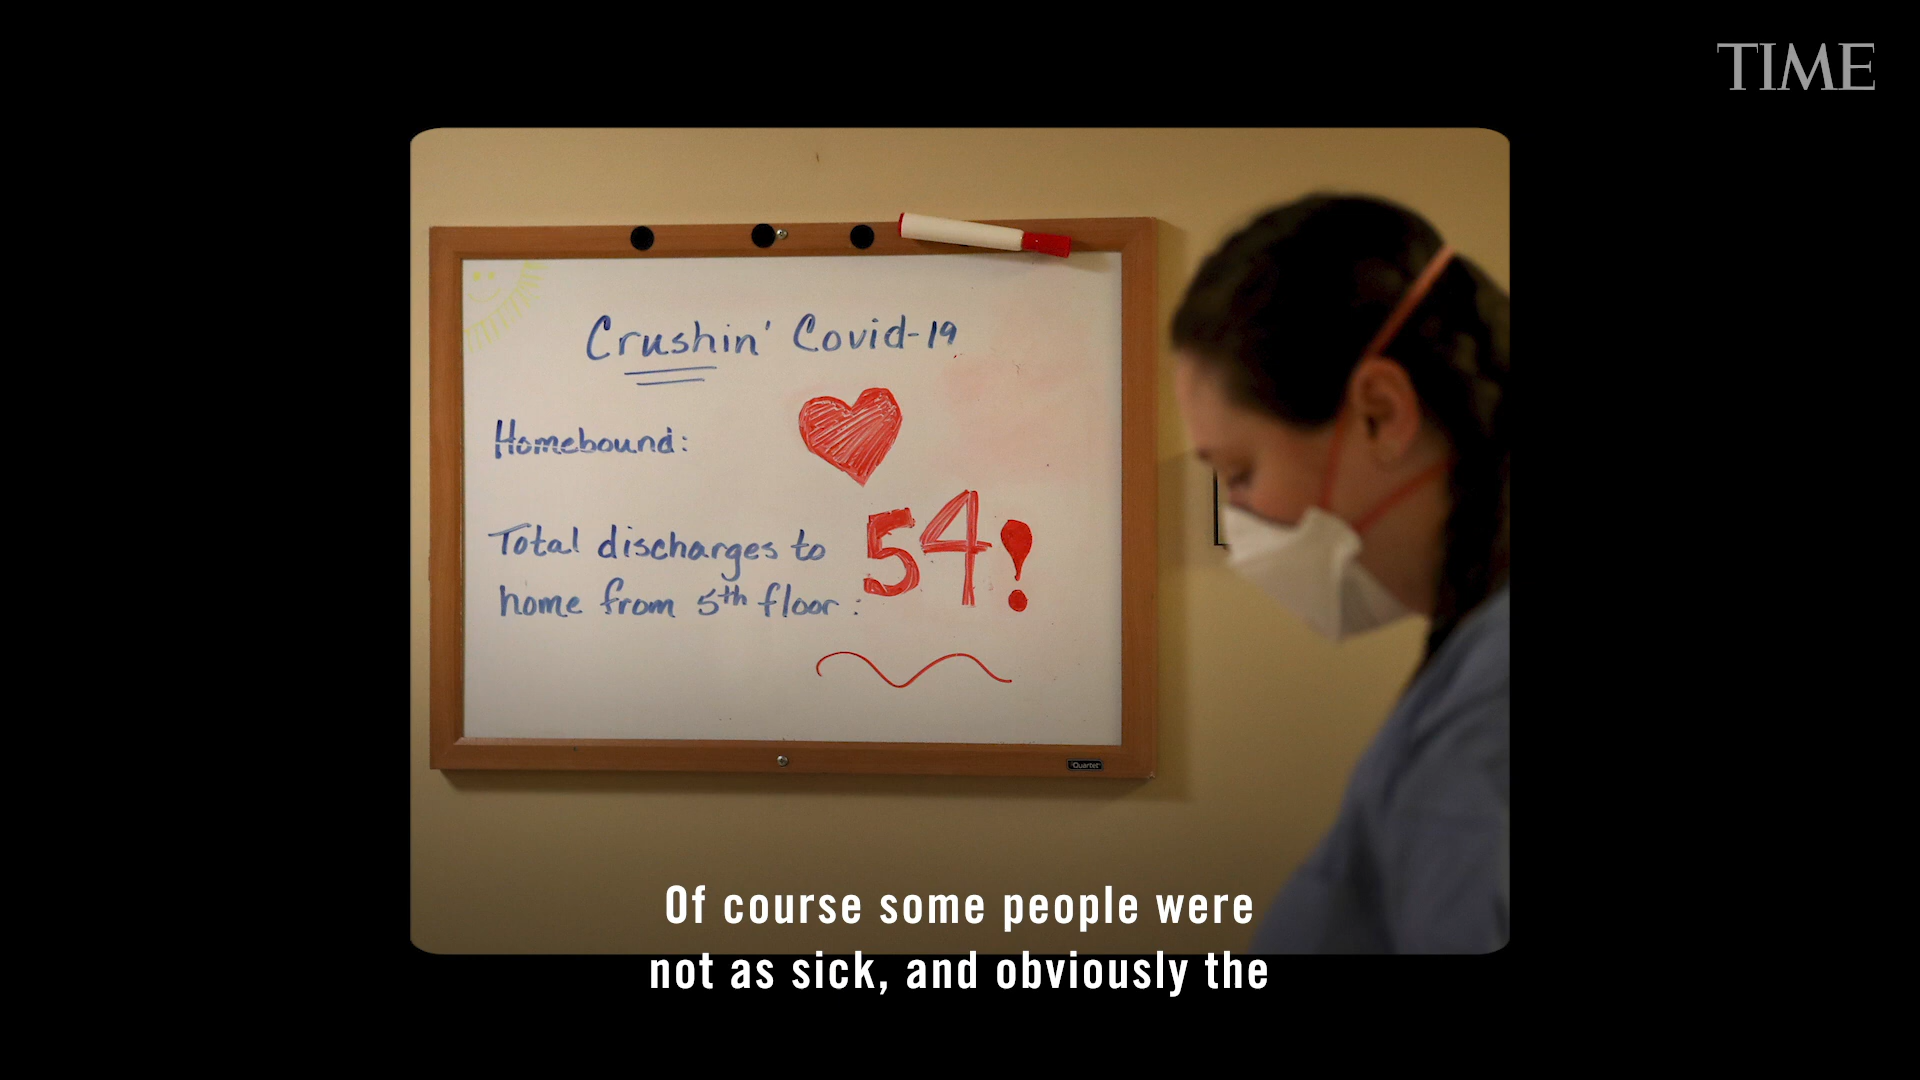 TIME
Crushin' Covid-19
Homebound:
Total discharges to
home from 5th floor: 54!
Quartet
Of course some people were
not as sick, and obviously the